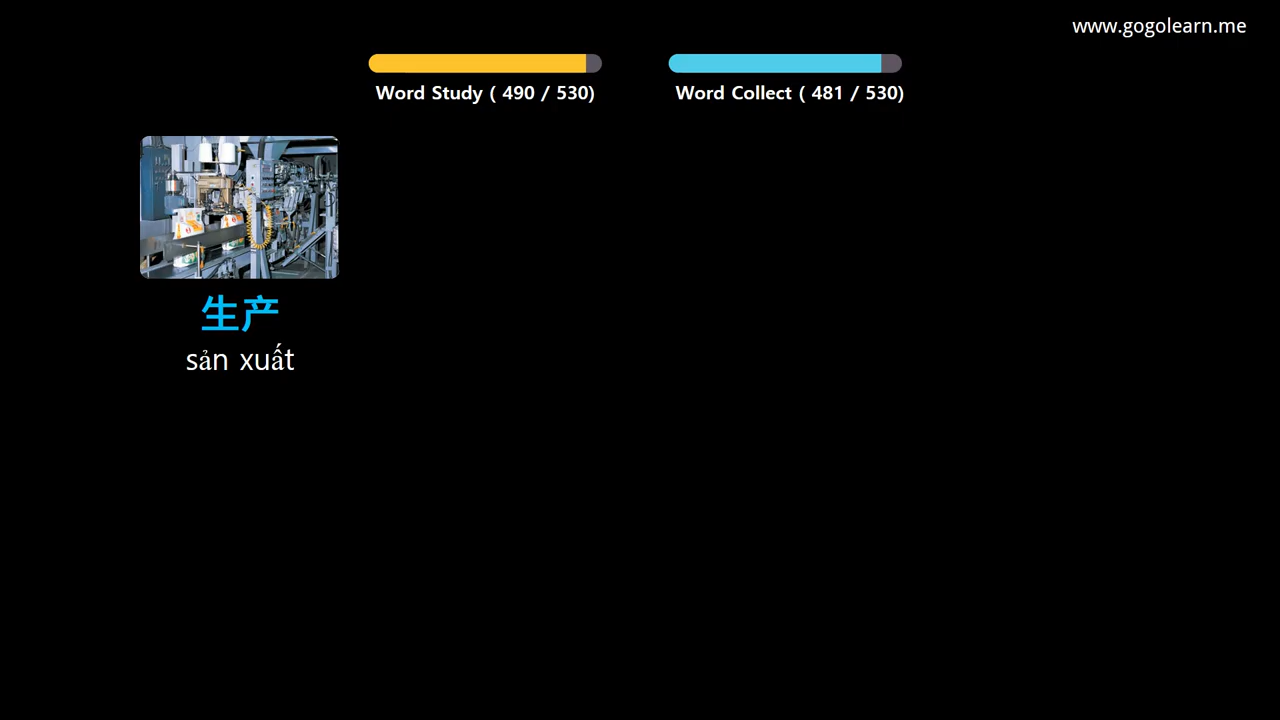 www.gogolearn.me
Word Study ( 490 / 530)
Word Collect ( 481 / 530)
生产
sản xuất